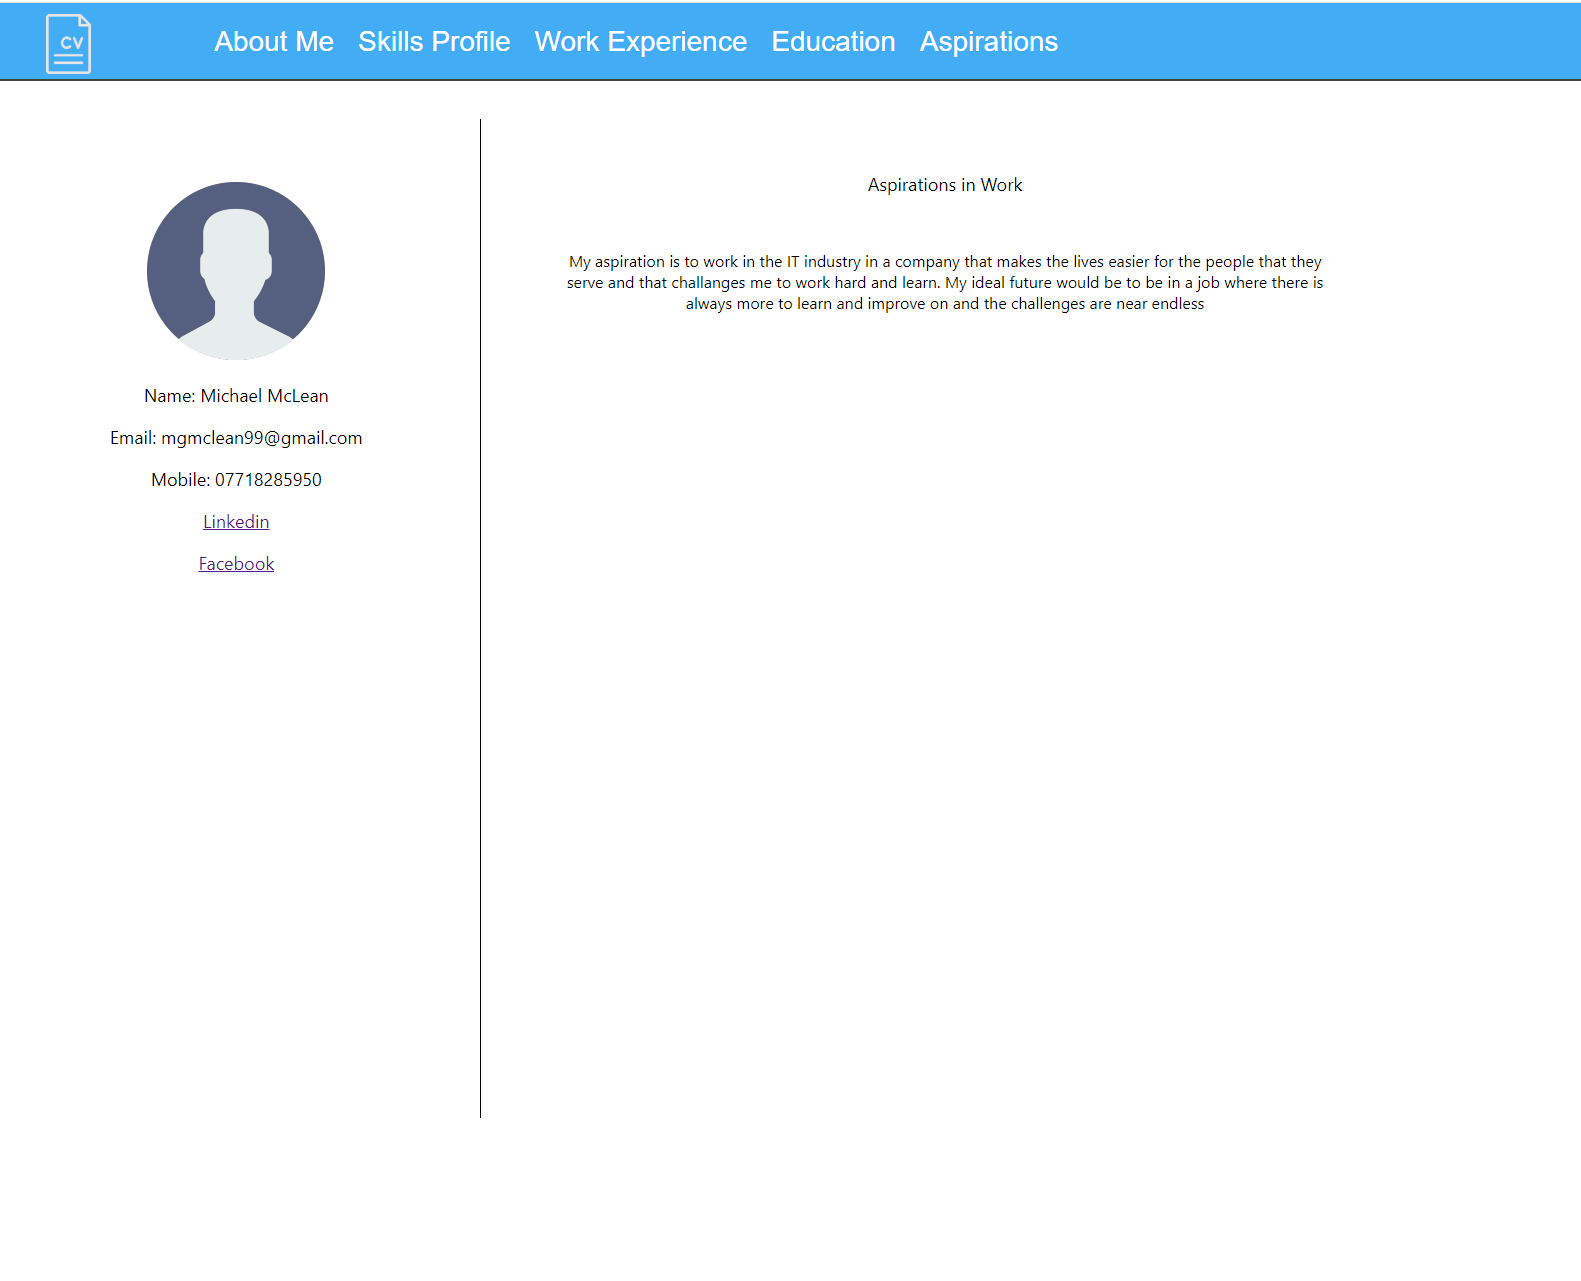 CV
About Me Skills Profile Work Experience Education Aspirations
Name: Michael McLean
Email: mgmclean99@gmail.com
Mobile: 07718285950
Linkedin
Facebook
Aspirations in Work
My aspiration is to work in the IT industry in a company that makes the lives easier for the people that they
serve and that challanges me to work hard and learn. My ideal future would be to be in a job where there is
always more to learn and improve on and the challenges are near endless